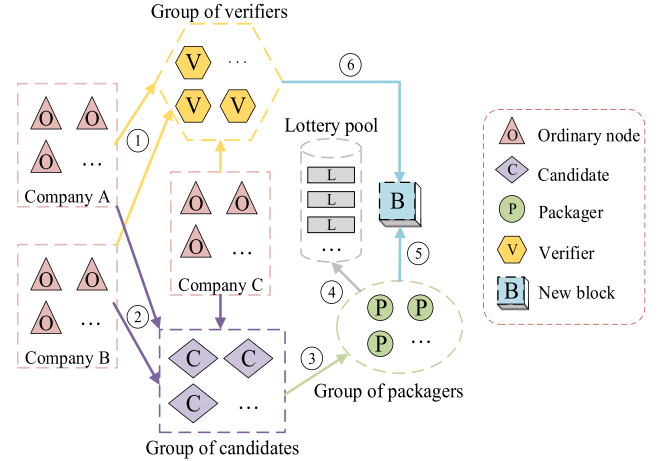 Group of verifiers
V ...
V V
6
1
O O
O ...
Company A
Lottery pool
L
L
L
...
B
O O
O ...
Company C
O O
O ...
Company B
2
4
5
P P
P ...
Group of packagers
3
C C
C ...
Group of candidates
O Ordinary node
C Candidate
P Packager
V Verifier
B New block